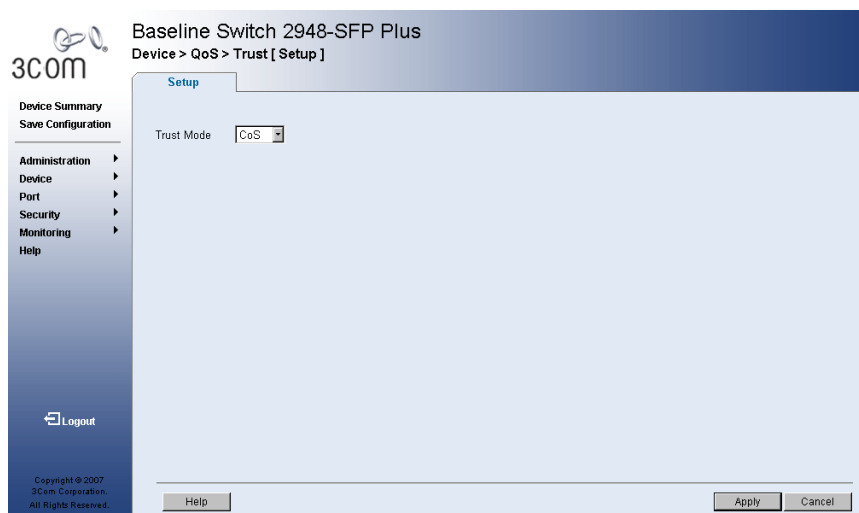 3COM
Baseline Switch 2948-SFP Plus
Device > QoS > Trust [ Setup ]
Setup
Device Summary
Save Configuration
Administration
Device
Port
Security
Monitoring
Help
Trust Mode CoS
Logout
Copyright © 2007
3Com Corporation.
All Rights Reserved.
Help Apply Cancel